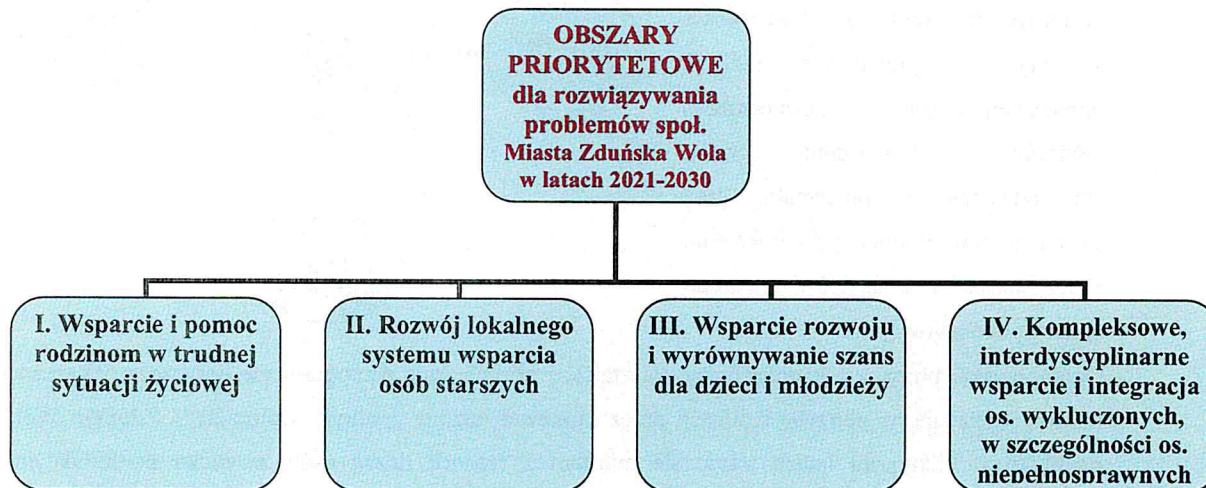 OBSZARY
PRIORYTETOWE
dla rozwiązywania
problemów społ.
Miasta Zduńska Wola
w latach 2021-2030
I. Wsparcie i pomoc
rodzinom w trudnej
sytuacji życiowej
II. Rozwój lokalnego
systemu wsparcia
osób starszych
III. Wsparcie rozwoju
i wyrównywanie szans
dla dzieci i młodzieży
IV. Kompleksowe,
interdyscyplinarne
wsparcie i integracja
os. wykluczonych,
w szczególności os.
niepełnosprawnych